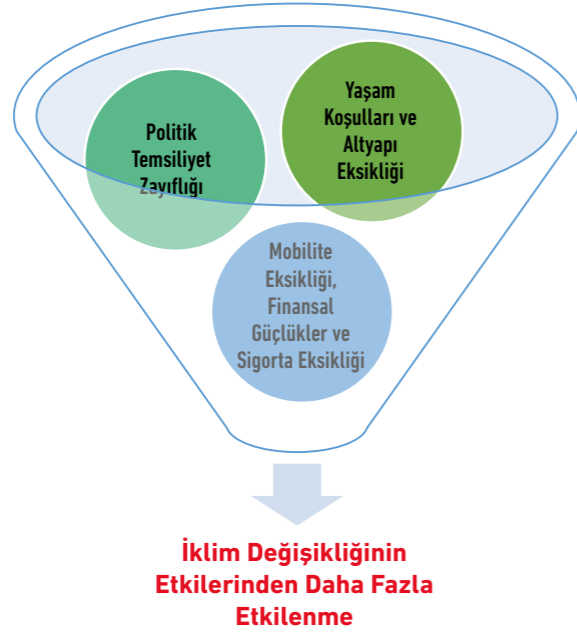 Politik
Temsiliyet
Zayıflığı
Yaşam
Koşulları ve
Altyapı
Eksikliği
Mobilite
Eksikliği,
Finansal
Güçlükler ve
Sigorta Eksikliği
İklim Değişikliğinin
Etkilerinden Daha Fazla
Etkilenme